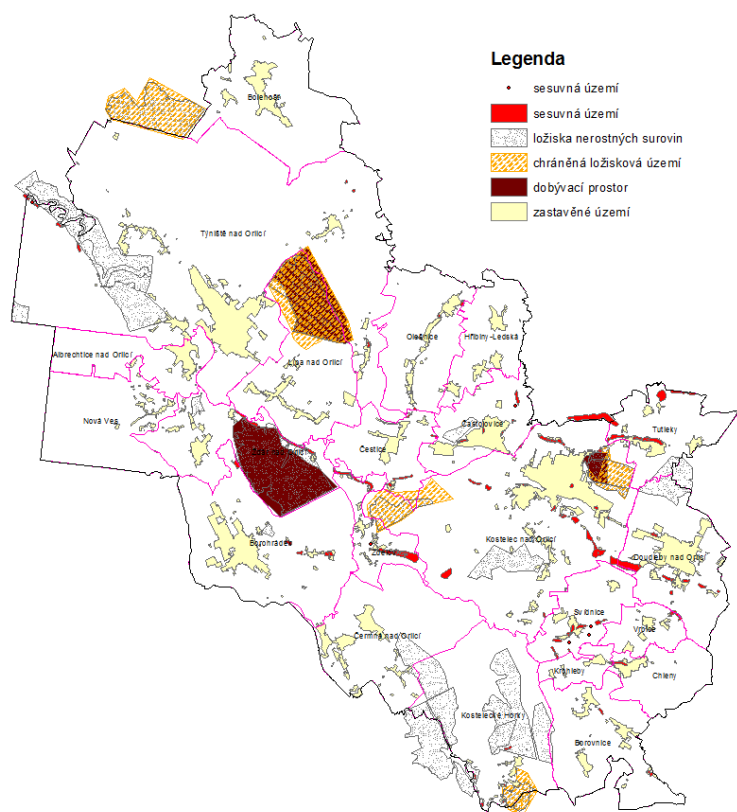 Legenda
sesuvná území
sesuvná území
ložiska nerostných surovin
chráněná ložisková území
dobývací prostor
zastavěné území
Bolehošť
Týniště nad Orlicí
Olešnice
Hřibiny-Ledská
Albrechtice nad Orlicí
Lípa nad Orlicí
Nová Ves
Častolovice
Tutleky
Čestice
Borohrádek
Kostelec nad Orlicí
Doudleby nad Orlicí
Svídnice
Vrbice
Čermná nad Orlicí
Krchleby
Chleny
Kostelecké Horky
Borovnice